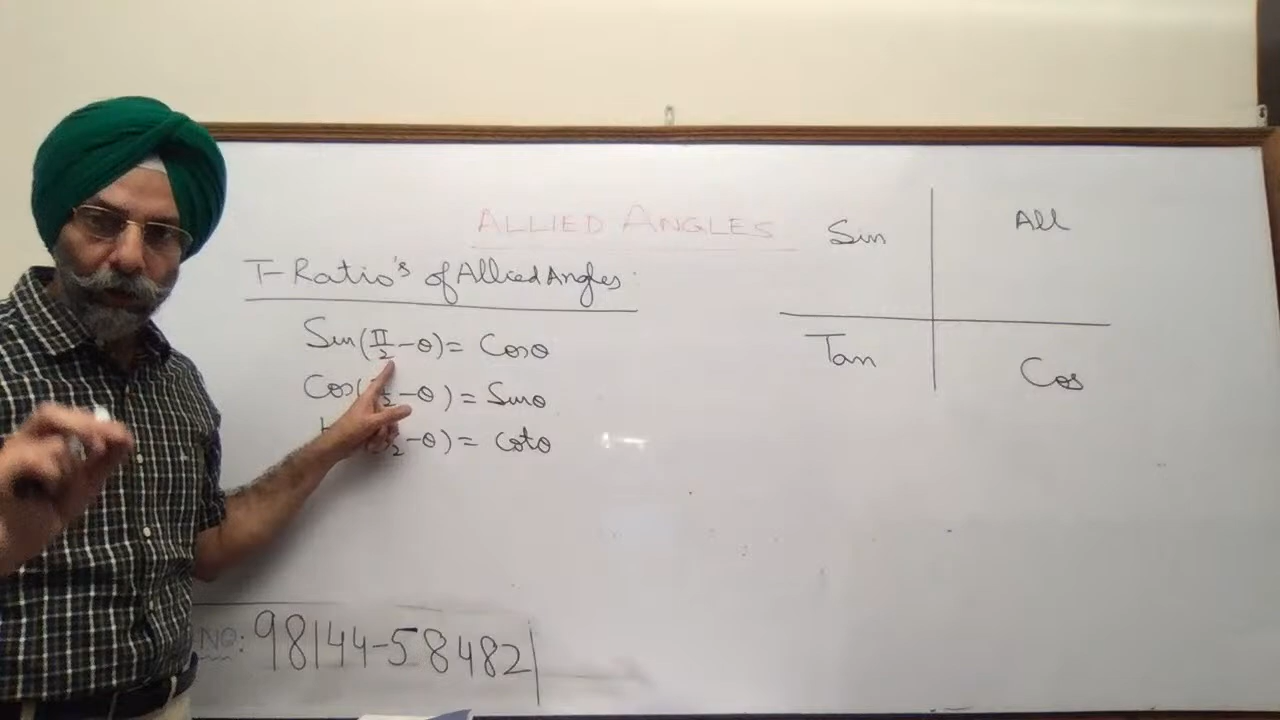 ALLIED ANGLES
T-Ratio's of Allied Angles:
Sin(π/2-θ)= Cosθ
Cos(π/2-θ)= Sinθ
(π/2-θ)= Cotθ
Sin All
Tan Cos
NO: 98144-58482